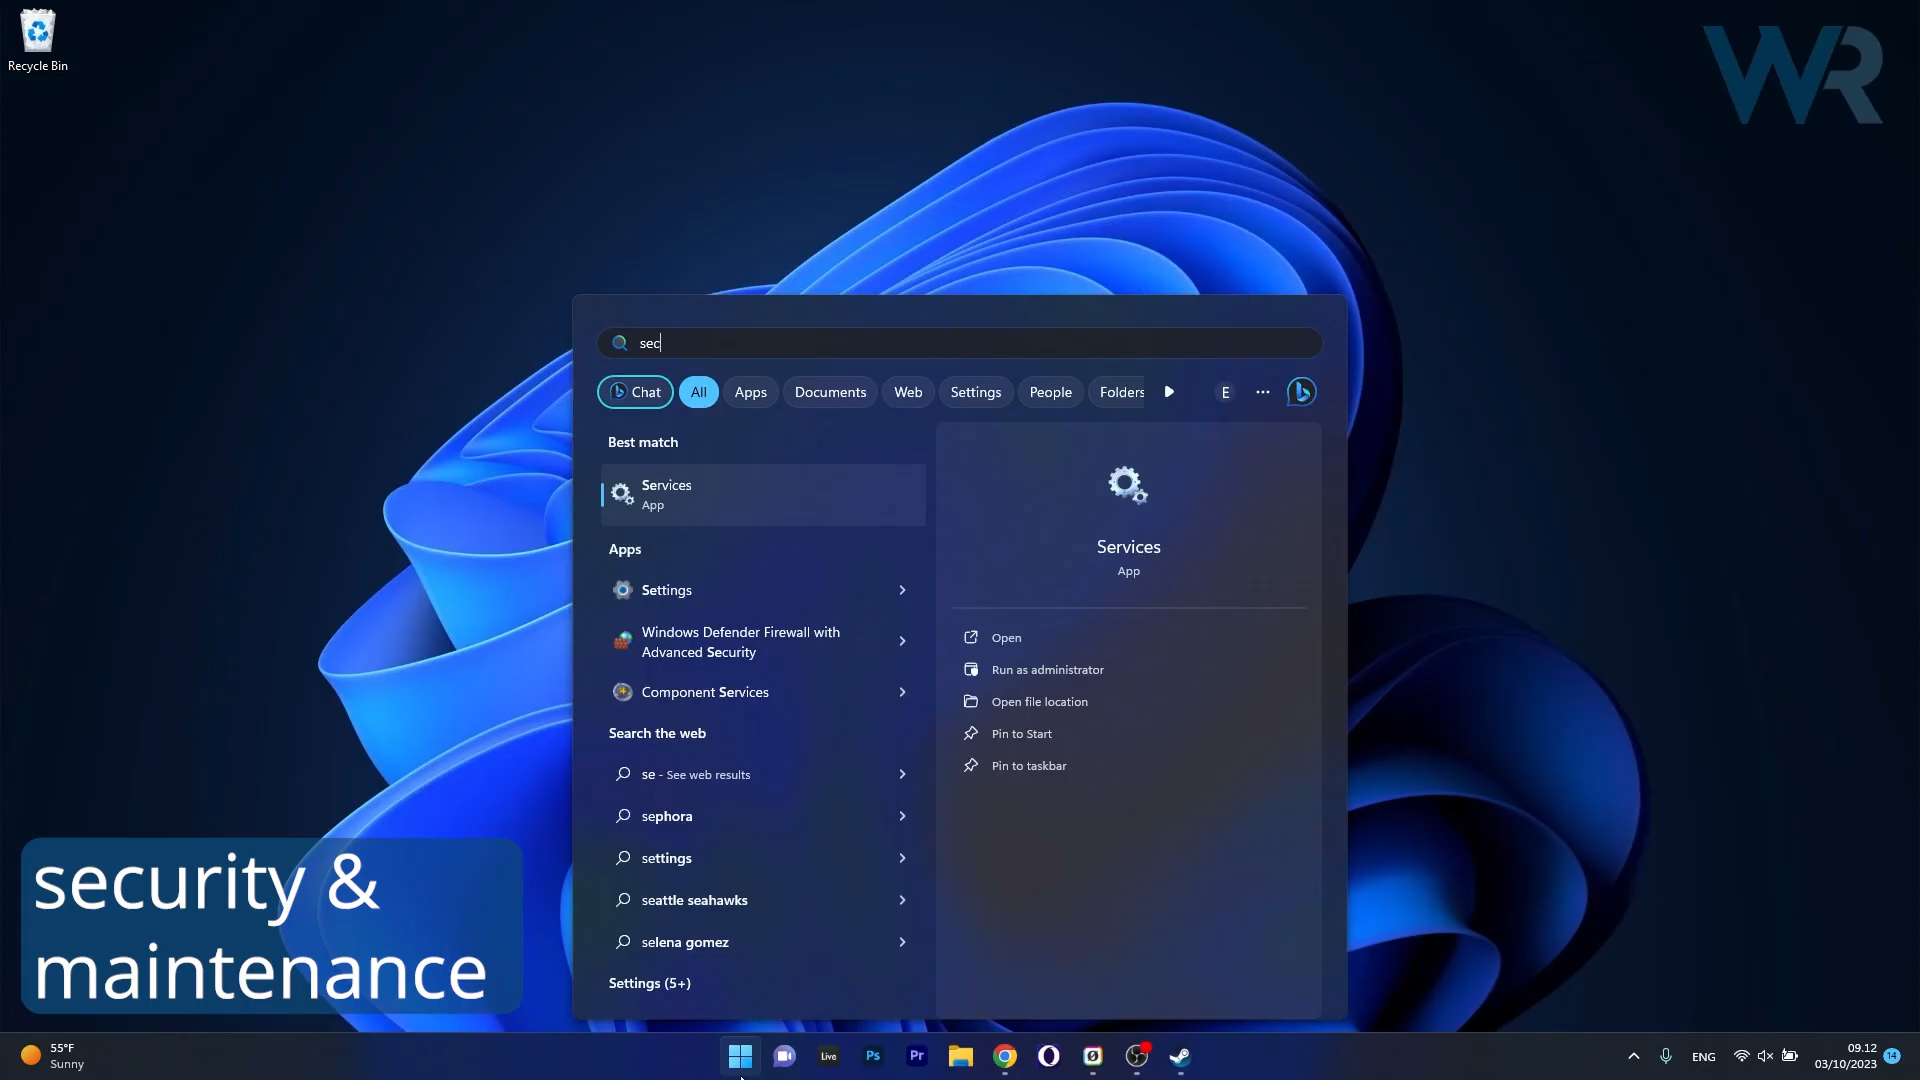 Recycle Bin
WR
sec
Chat
All
Apps
Documents
Web
Settings
People
Folders
E
Best match
Services
App
Apps
Settings
Windows Defender Firewall with
Advanced Security
Component Services
Search the web
se - See web results
sephora
settings
seattle seahawks
selena gomez
Settings (5+)
Services
App
Open
Run as administrator
Open file location
Pin to Start
Pin to taskbar
security &
maintenance
55°F
Sunny
Live
Ps
Pr
ENG
09.12
03/10/2023
14